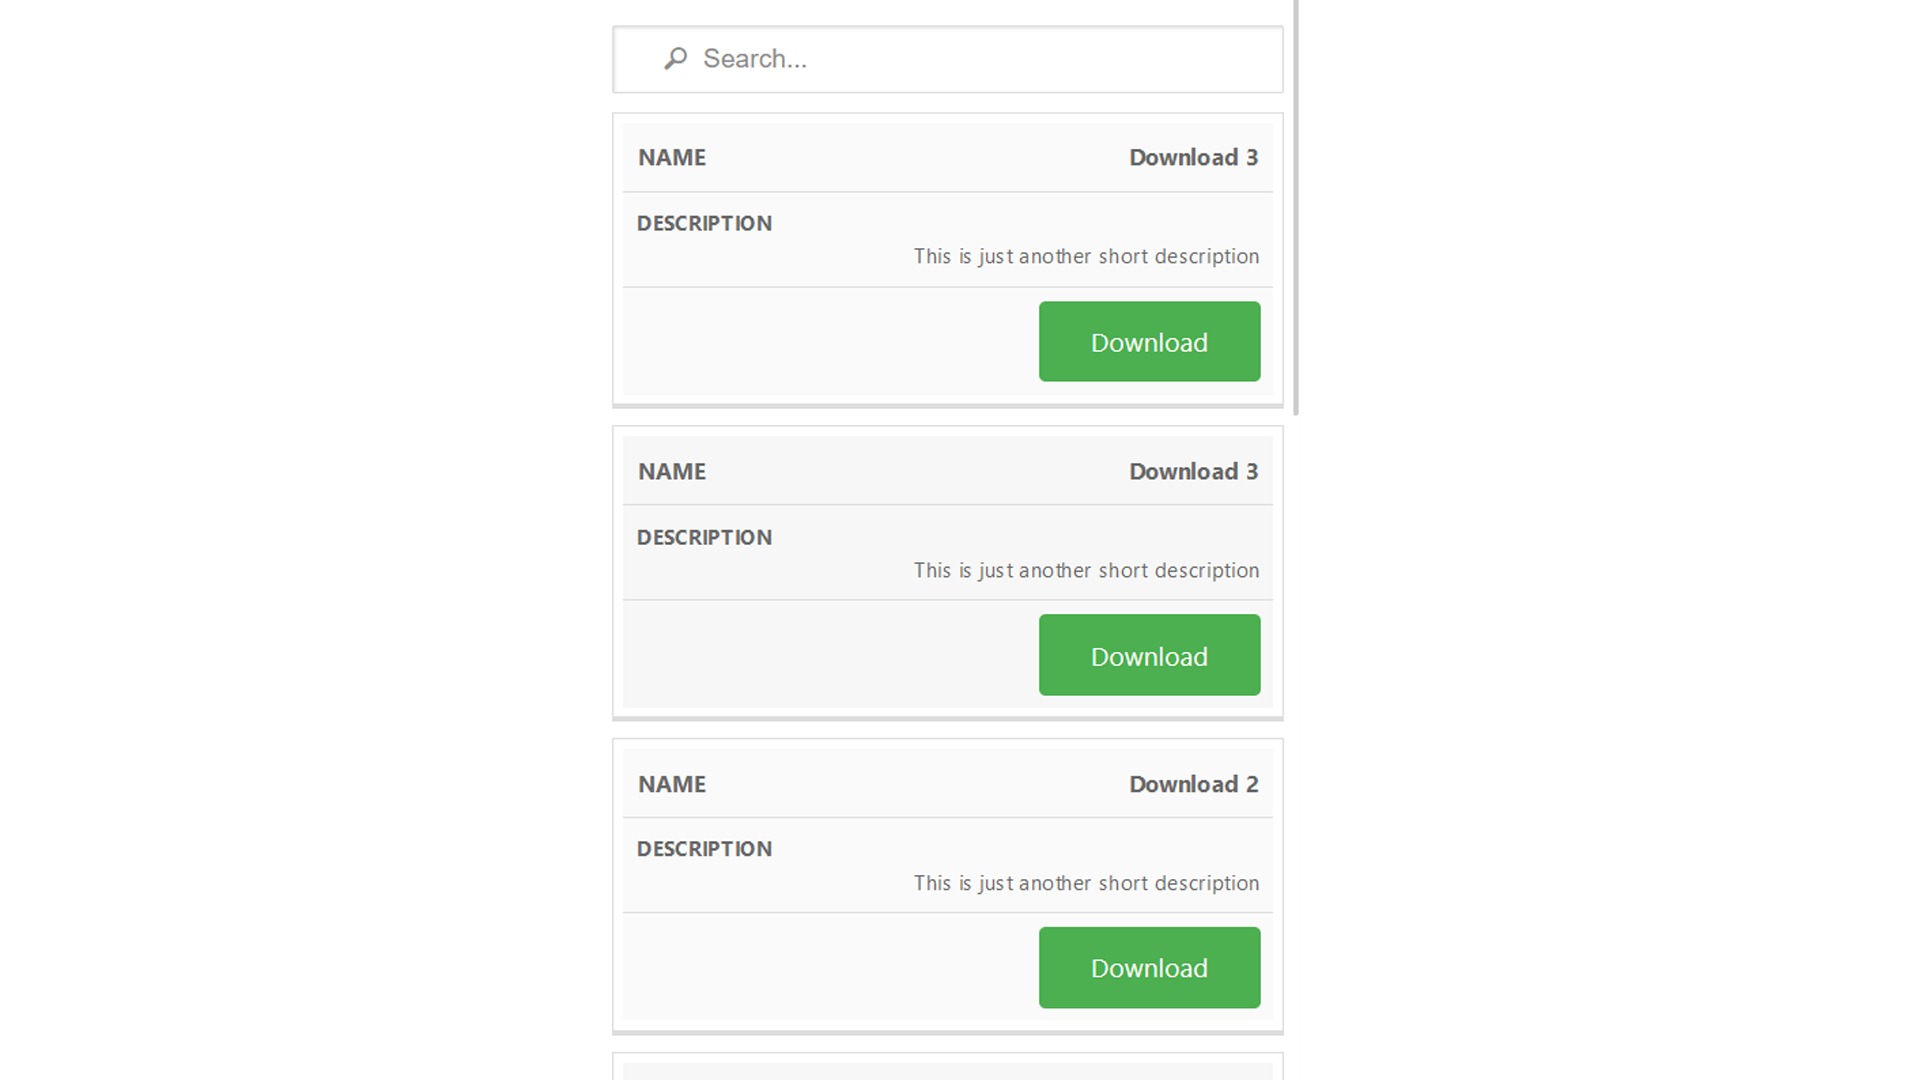 Search...
NAME Download 3
DESCRIPTION
This is just another short description
Download
NAME Download 3
DESCRIPTION
This is just another short description
Download
NAME Download 2
DESCRIPTION
This is just another short description
Download